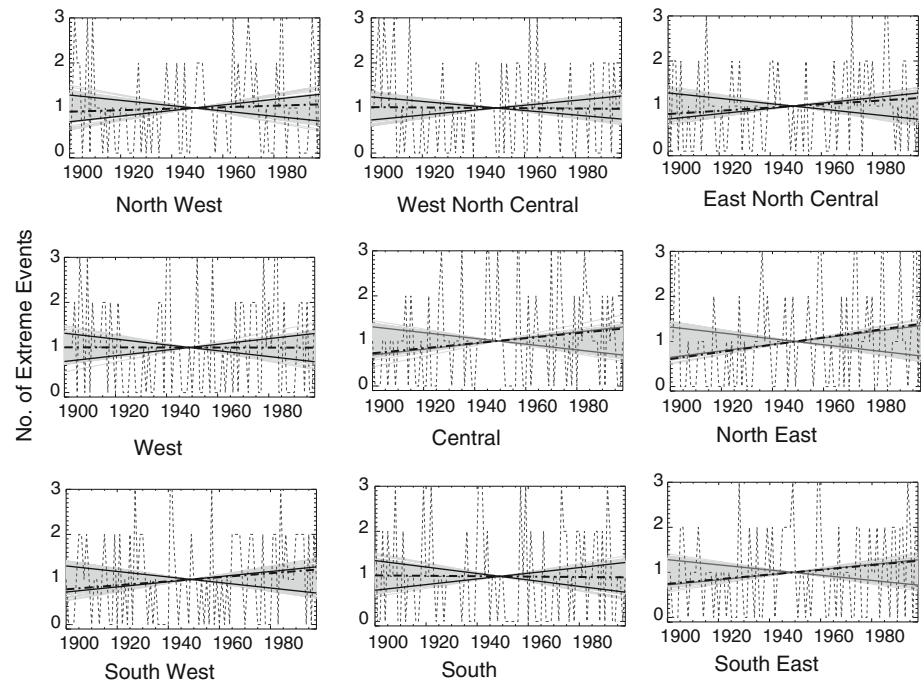 3
2
1
0
1900 1920 1940 1960 1980
North West
3
2
1
0
1900 1920 1940 1960 1980
West North Central
3
2
1
0
1900 1920 1940 1960 1980
East North Central
No. of Extreme Events
3
2
1
0
1900 1920 1940 1960 1980
West
3
2
1
0
1900 1920 1940 1960 1980
Central
3
2
1
0
1900 1920 1940 1960 1980
North East
3
2
1
0
1900 1920 1940 1960 1980
South West
3
2
1
0
1900 1920 1940 1960 1980
South
3
2
1
0
1900 1920 1940 1960 1980
South East